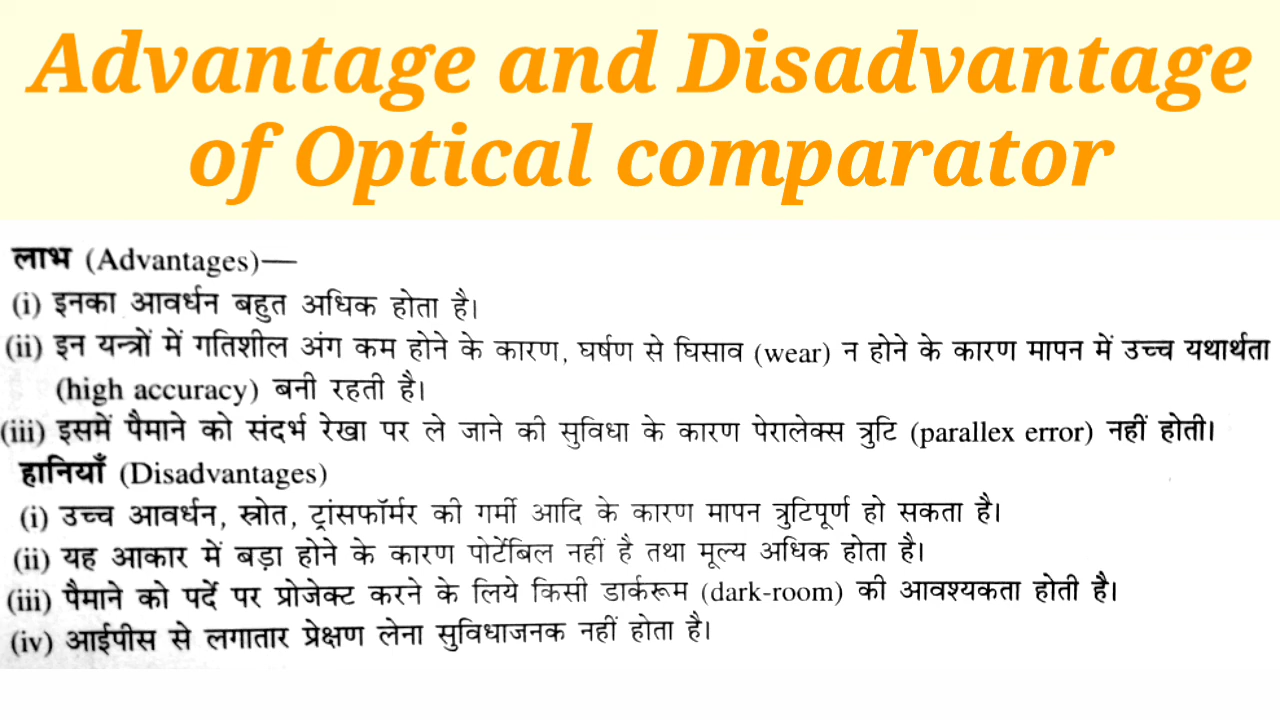 Advantage and Disadvantage
of Optical comparator
लाभ (Advantages)—
(i) इनका आवर्धन बहुत अधिक होता है।
(ii) इन यन्त्रों में गतिशील अंग कम होने के कारण, घर्षण से घिसाव (wear) न होने के कारण मापन में उच्च यथार्थता
(high accuracy) बनी रहती है।
(iii) इसमें पैमाने को संदर्भ रेखा पर ले जाने की सुविधा के कारण पेरालेक्स त्रुटि (parallex error) नहीं होती।
हानियाँ (Disadvantages)
(i) उच्च आवर्धन, स्रोत, ट्रांसफॉर्मर की गर्मी आदि के कारण मापन त्रुटिपूर्ण हो सकता है।
(ii) यह आकार में बड़ा होने के कारण पोर्टेबिल नहीं है तथा मूल्य अधिक होता है।
(iii) पैमाने को पर्दे पर प्रोजेक्ट करने के लिये किसी डार्करूम (dark-room) की आवश्यकता होती है।
(iv) आईपीस से लगातार प्रेक्षण लेना सुविधाजनक नहीं होता है।